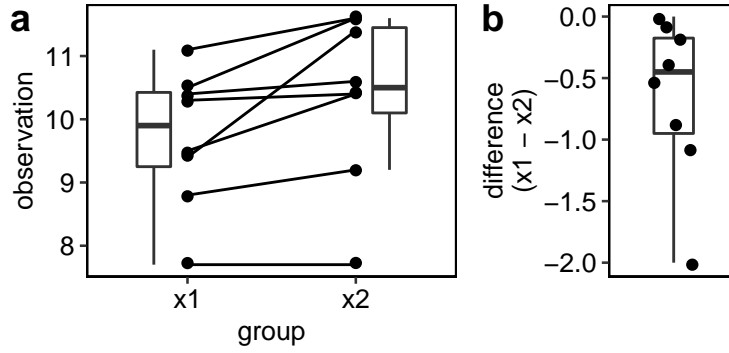 a
observation
11
10
9
8
x1
x2
group
b
difference
(x1 − x2)
0.0
−0.5
−1.0
−1.5
−2.0